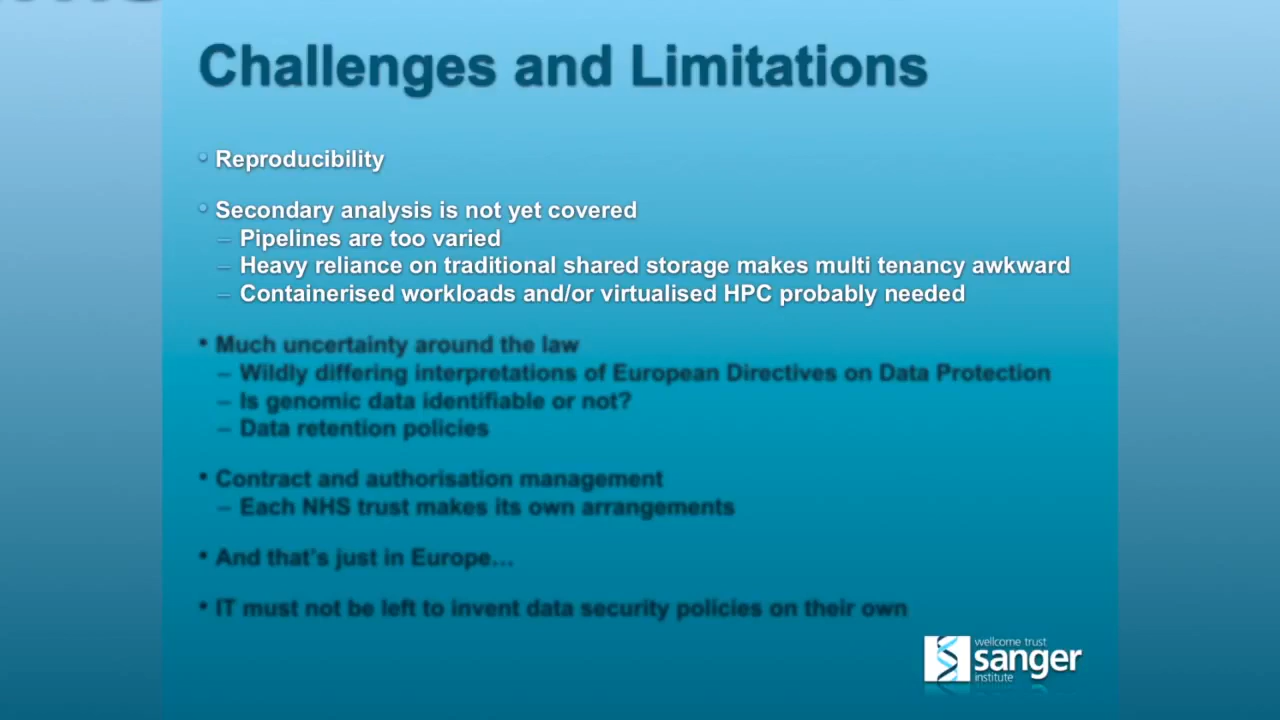 Challenges and Limitations
• Reproducibility
• Secondary analysis is not yet covered
– Pipelines are too varied
– Heavy reliance on traditional shared storage makes multi tenancy awkward
– Containerised workloads and/or virtualised HPC probably needed
• Much uncertainty around the law
– Wildly differing interpretations of European Directives on Data Protection
– Is genomic data identifiable or not?
– Data retention policies
• Contract and authorisation management
– Each NHS trust makes its own arrangements
• And that's just in Europe...
• IT must not be left to invent data security policies on their own
wellcome trust
sanger
institute